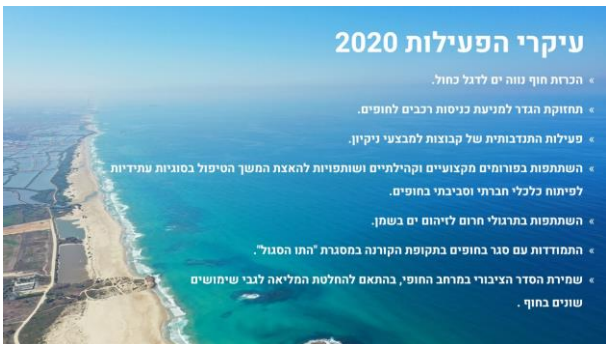 עיקרי הפעילות 2020
» הכרזת חוף נווה ים לדגל כחול.
» תחזוקת הגדר למניעת כניסות רכבים לחופים.
» פעילות התנדבותית של קבוצות למבצעי ניקיון.
» השתתפות בפורומים מקצועיים וקהילתיים ושותפויות להאצת המשך הטיפול בסוגיות עתידיות
לפיתוח כלכלי חברתי וסביבתי בחופים.
» השתתפות בתרגולי חרום לזיהום ים בשמן.
» התמודדות עם סגר בחופים בתקופת הקורנה במסגרת "התו הסגול".
» שמירת הסדר הציבורי במרחב החופי, בהתאם להחלטת המליאה לגבי שימושים
שונים בחוף .